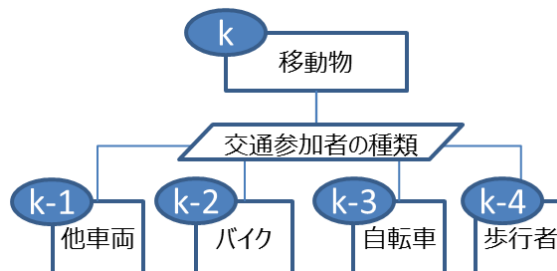 k
移動物
交通参加者の種類
k-1
他車両
k-2
バイク
k-3
自転車
k-4
歩行者